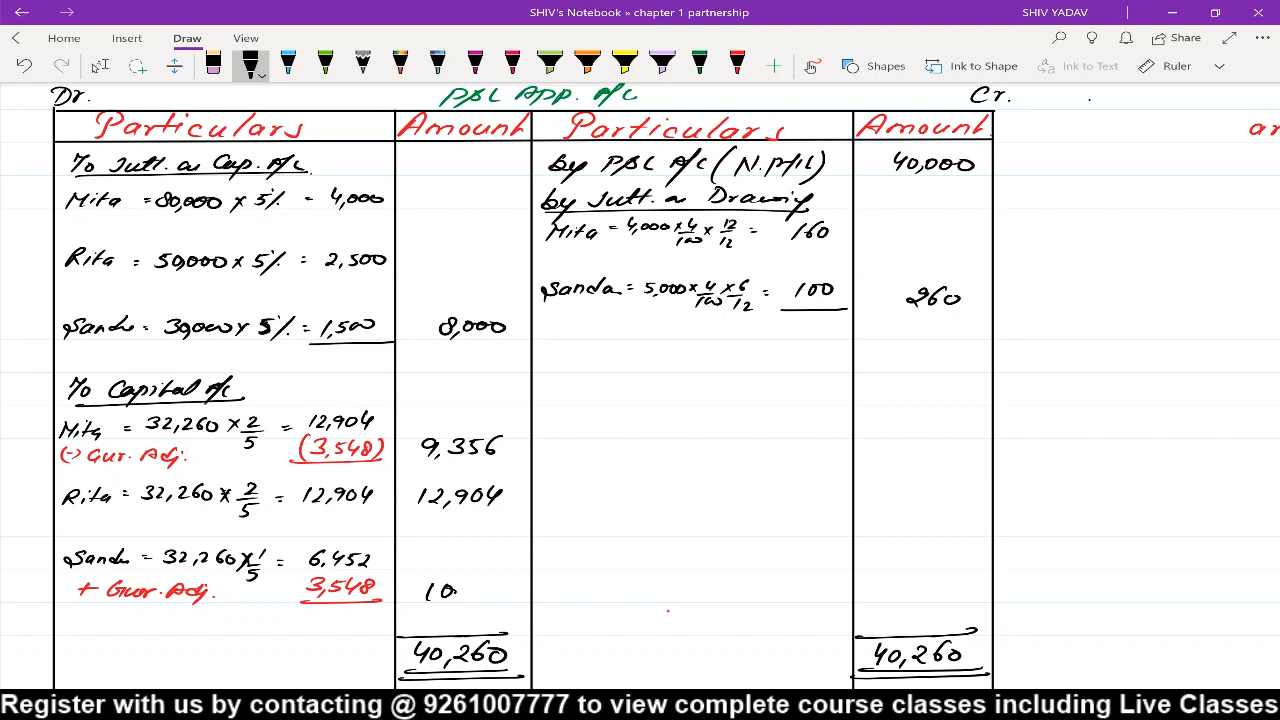 SHIV's Notebook » chapter 1 partnership
SHIV YADAV
Home Insert Draw View
Share
Shapes Ink to Shape Ink to Text Ruler
Dr. P&L App. A/c Cr.
Particulars Amount Particulars Amount
To Intt. on Cap. A/c
Mita = 80,000 x 5% = 4,000
Rita = 50,000 x 5% = 2,500
Sandra = 30,000 x 5% = 1,500 8,000
To Capital A/c
Mita = 32,260 x 2/5 = 12,904
(-) Gur. Adj. (3,548) 9,356
Rita = 32,260 x 2/5 = 12,904 12,904
Sandra = 32,260 x 1/5 = 6,452
+ Guar. Adj. 3,548 10
40,260
by P&L A/c (N.P/IL) 40,000
by Intt. on Drawing
Mita = 4,000 x 4/100 x 12/12 = 160
Sandra = 5,000 x 4/100 x 6/12 = 100 260
40,260
ar
Register with us by contacting @ 9261007777 to view complete course classes including Live Classes